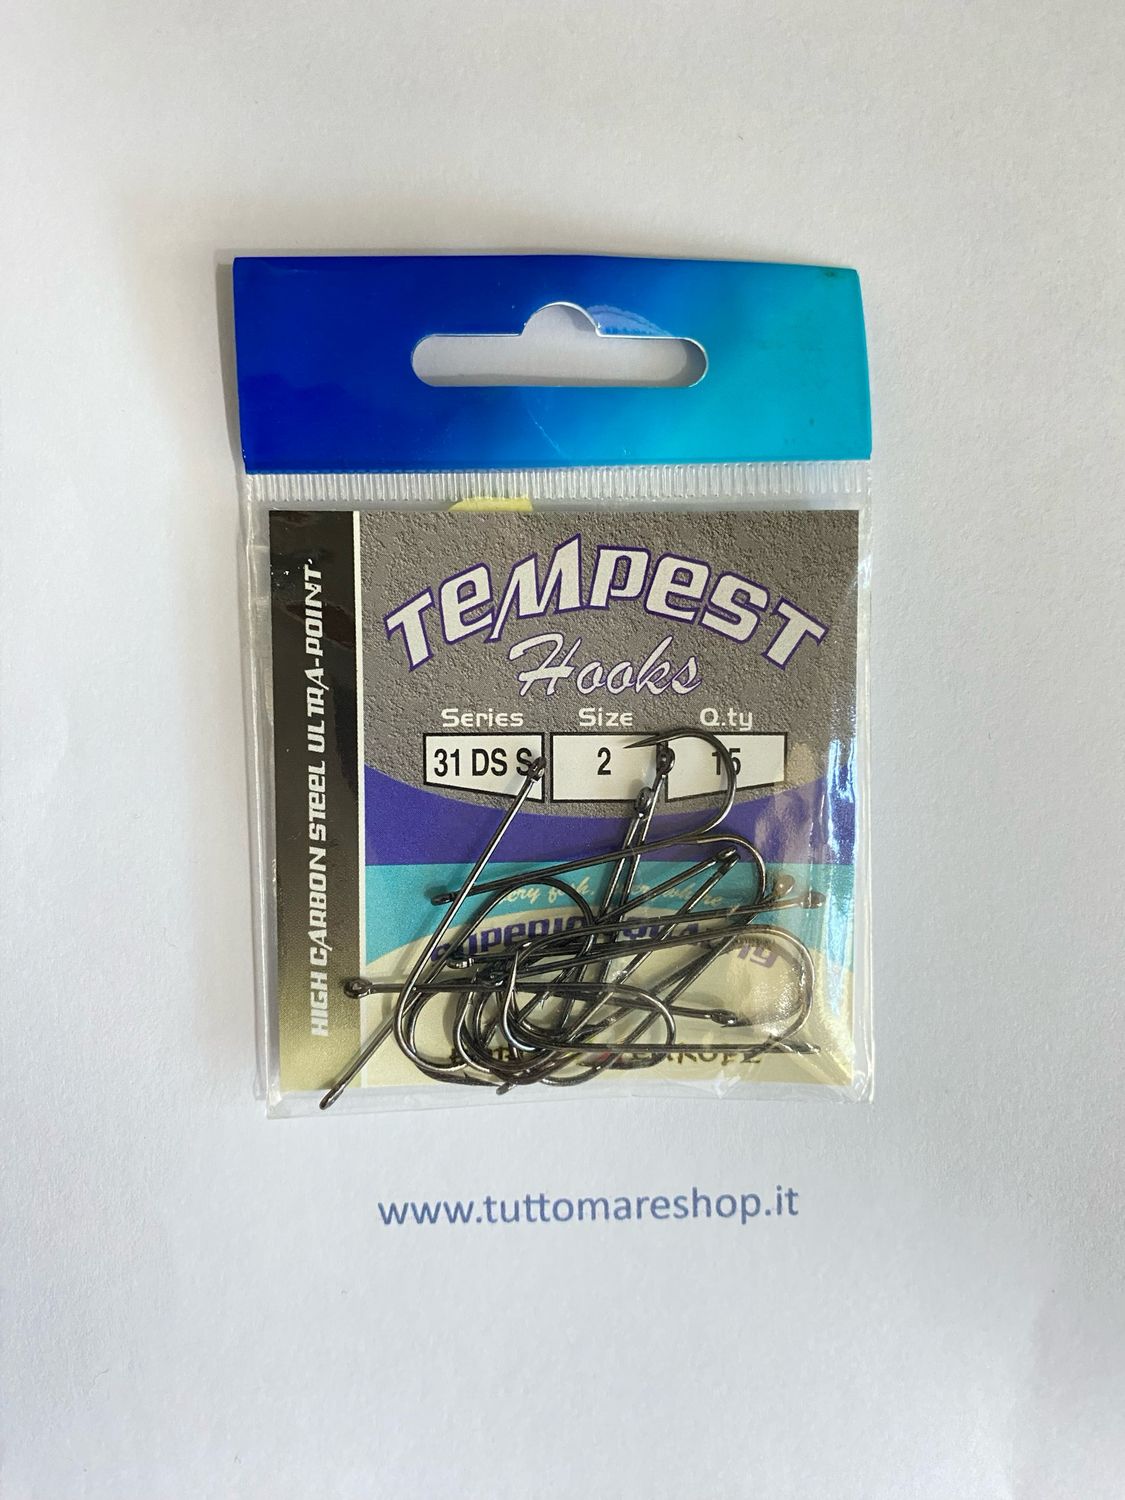 HIGH CARBON STEEL ULTRA-POINT
TEMPEST
Hooks
Series Size Q.ty
31 DS S 2 15
www.tuttomareshop.it